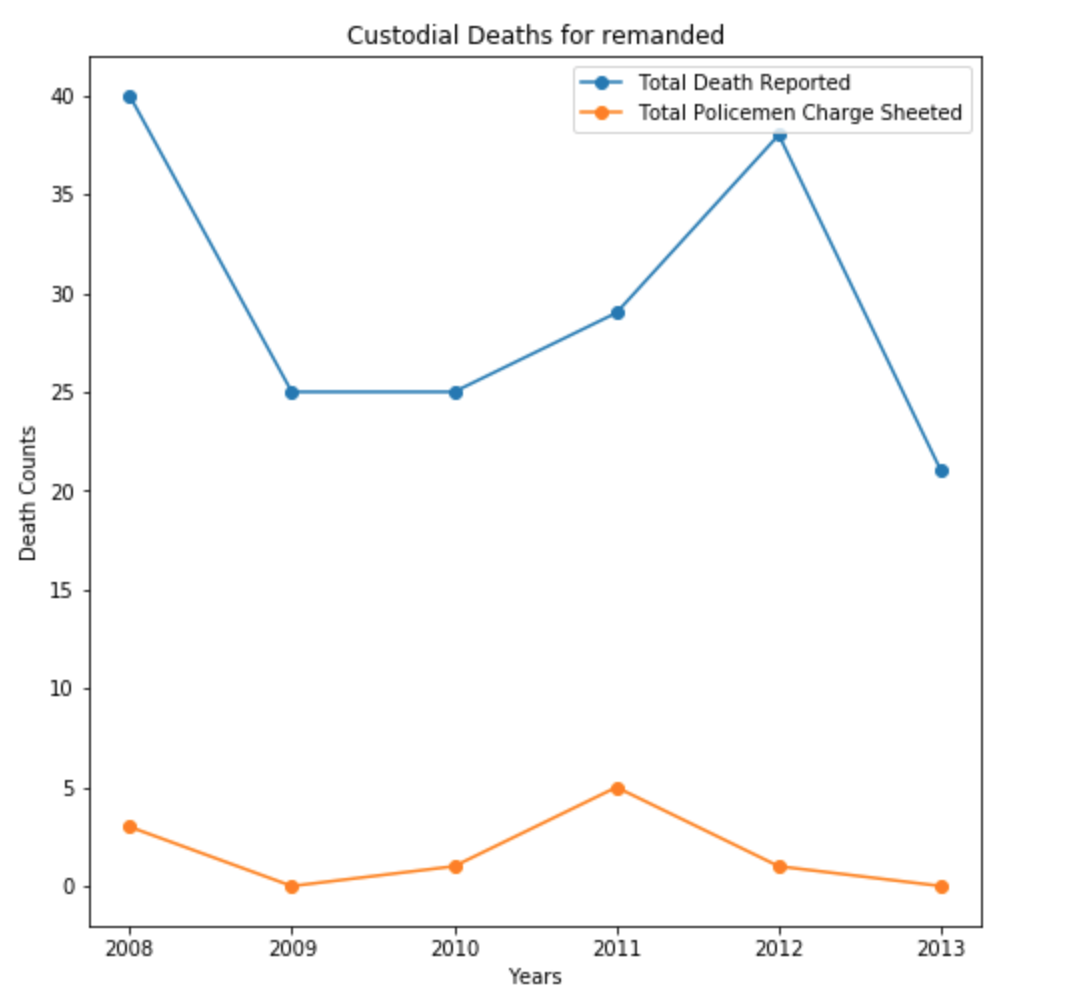 Custodial Deaths for remanded
Total Death Reported
Total Policemen Charge Sheeted
40
35
30
25
20
15
10
5
0
Death Counts
2008 2009 2010 2011 2012 2013
Years